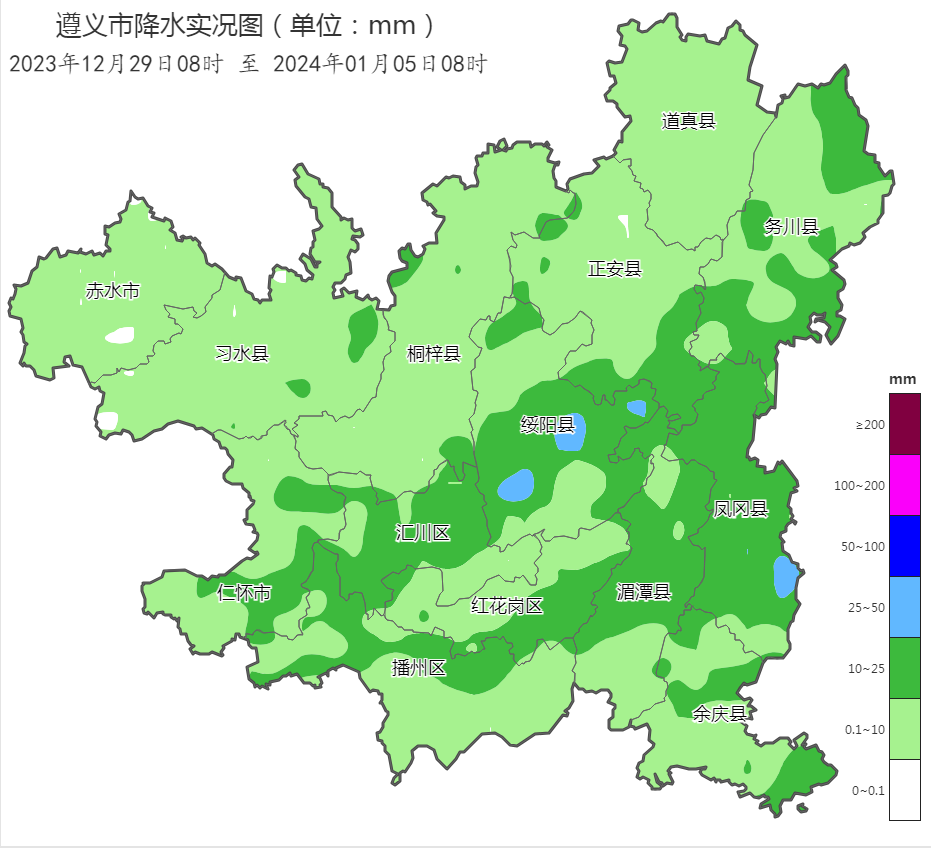 遵义市降水实况图（单位：mm）
2023年12月29日08时 至 2024年01月05日08时
道真县
务川县
正安县
赤水市
习水县
桐梓县
绥阳县
凤冈县
汇川区
仁怀市
红花岗区
湄潭县
播州区
余庆县
mm
≥200
100~200
50~100
25~50
10~25
0.1~10
0~0.1